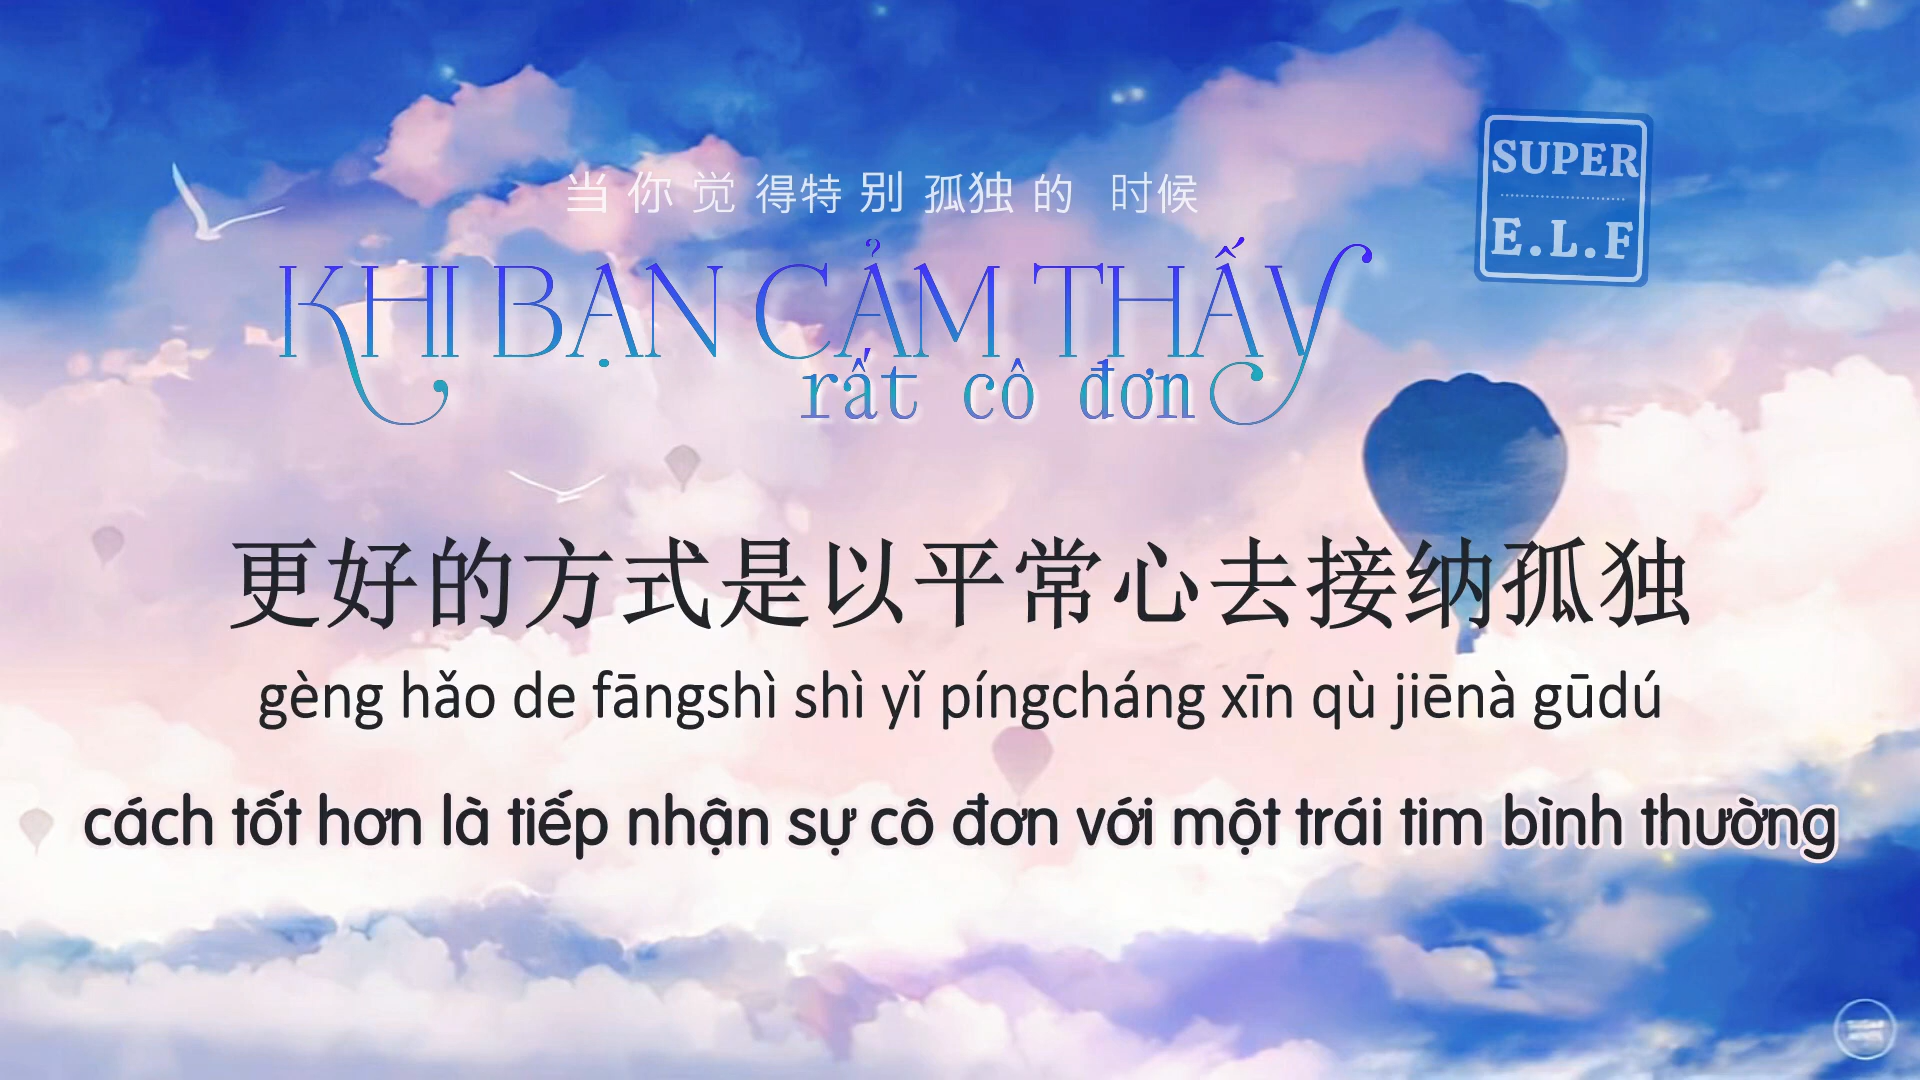 当你觉得特别孤独的 时候
SUPER
E.L.F
KHI BẠN CẢM THẤY
rất cô đơn
更好的方式是以平常心去接纳孤独
gèng hǎo de fāngshì shì yǐ píngcháng xīn qù jiēnà gūdú
cách tốt hơn là tiếp nhận sự cô đơn với một trái tim bình thường